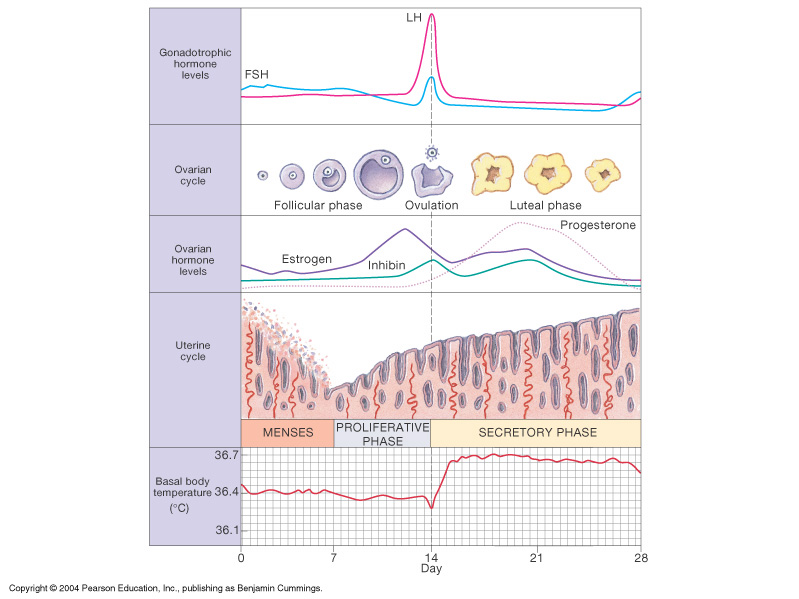 Gonadotrophic
hormone
levels
LH
FSH
Ovarian
cycle
Follicular phase
Ovulation
Luteal phase
Ovarian
hormone
levels
Estrogen
Inhibin
Progesterone
Uterine
cycle
MENSES
PROLIFERATIVE
PHASE
SECRETORY PHASE
Basal body
temperature
(°C)
36.7
36.4
36.1
0
7
14
21
28
Day
Copyright © 2004 Pearson Education, Inc., publishing as Benjamin Cummings.